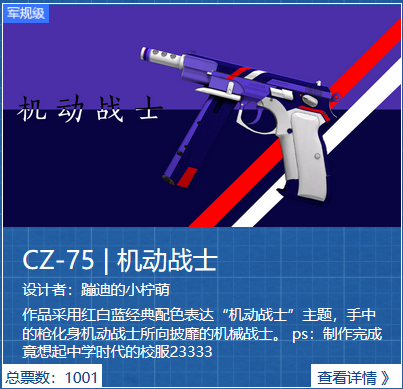 军规级
机动战士
CZ-75 | 机动战士
设计者：蹦迪的小柠萌
作品采用红白蓝经典配色表达“机动战士”主题，手中
的枪化身机动战士所向披靡的机械战士。 ps：制作完成
竟想起中学时代的校服23333
总票数：1001
查看详情 》